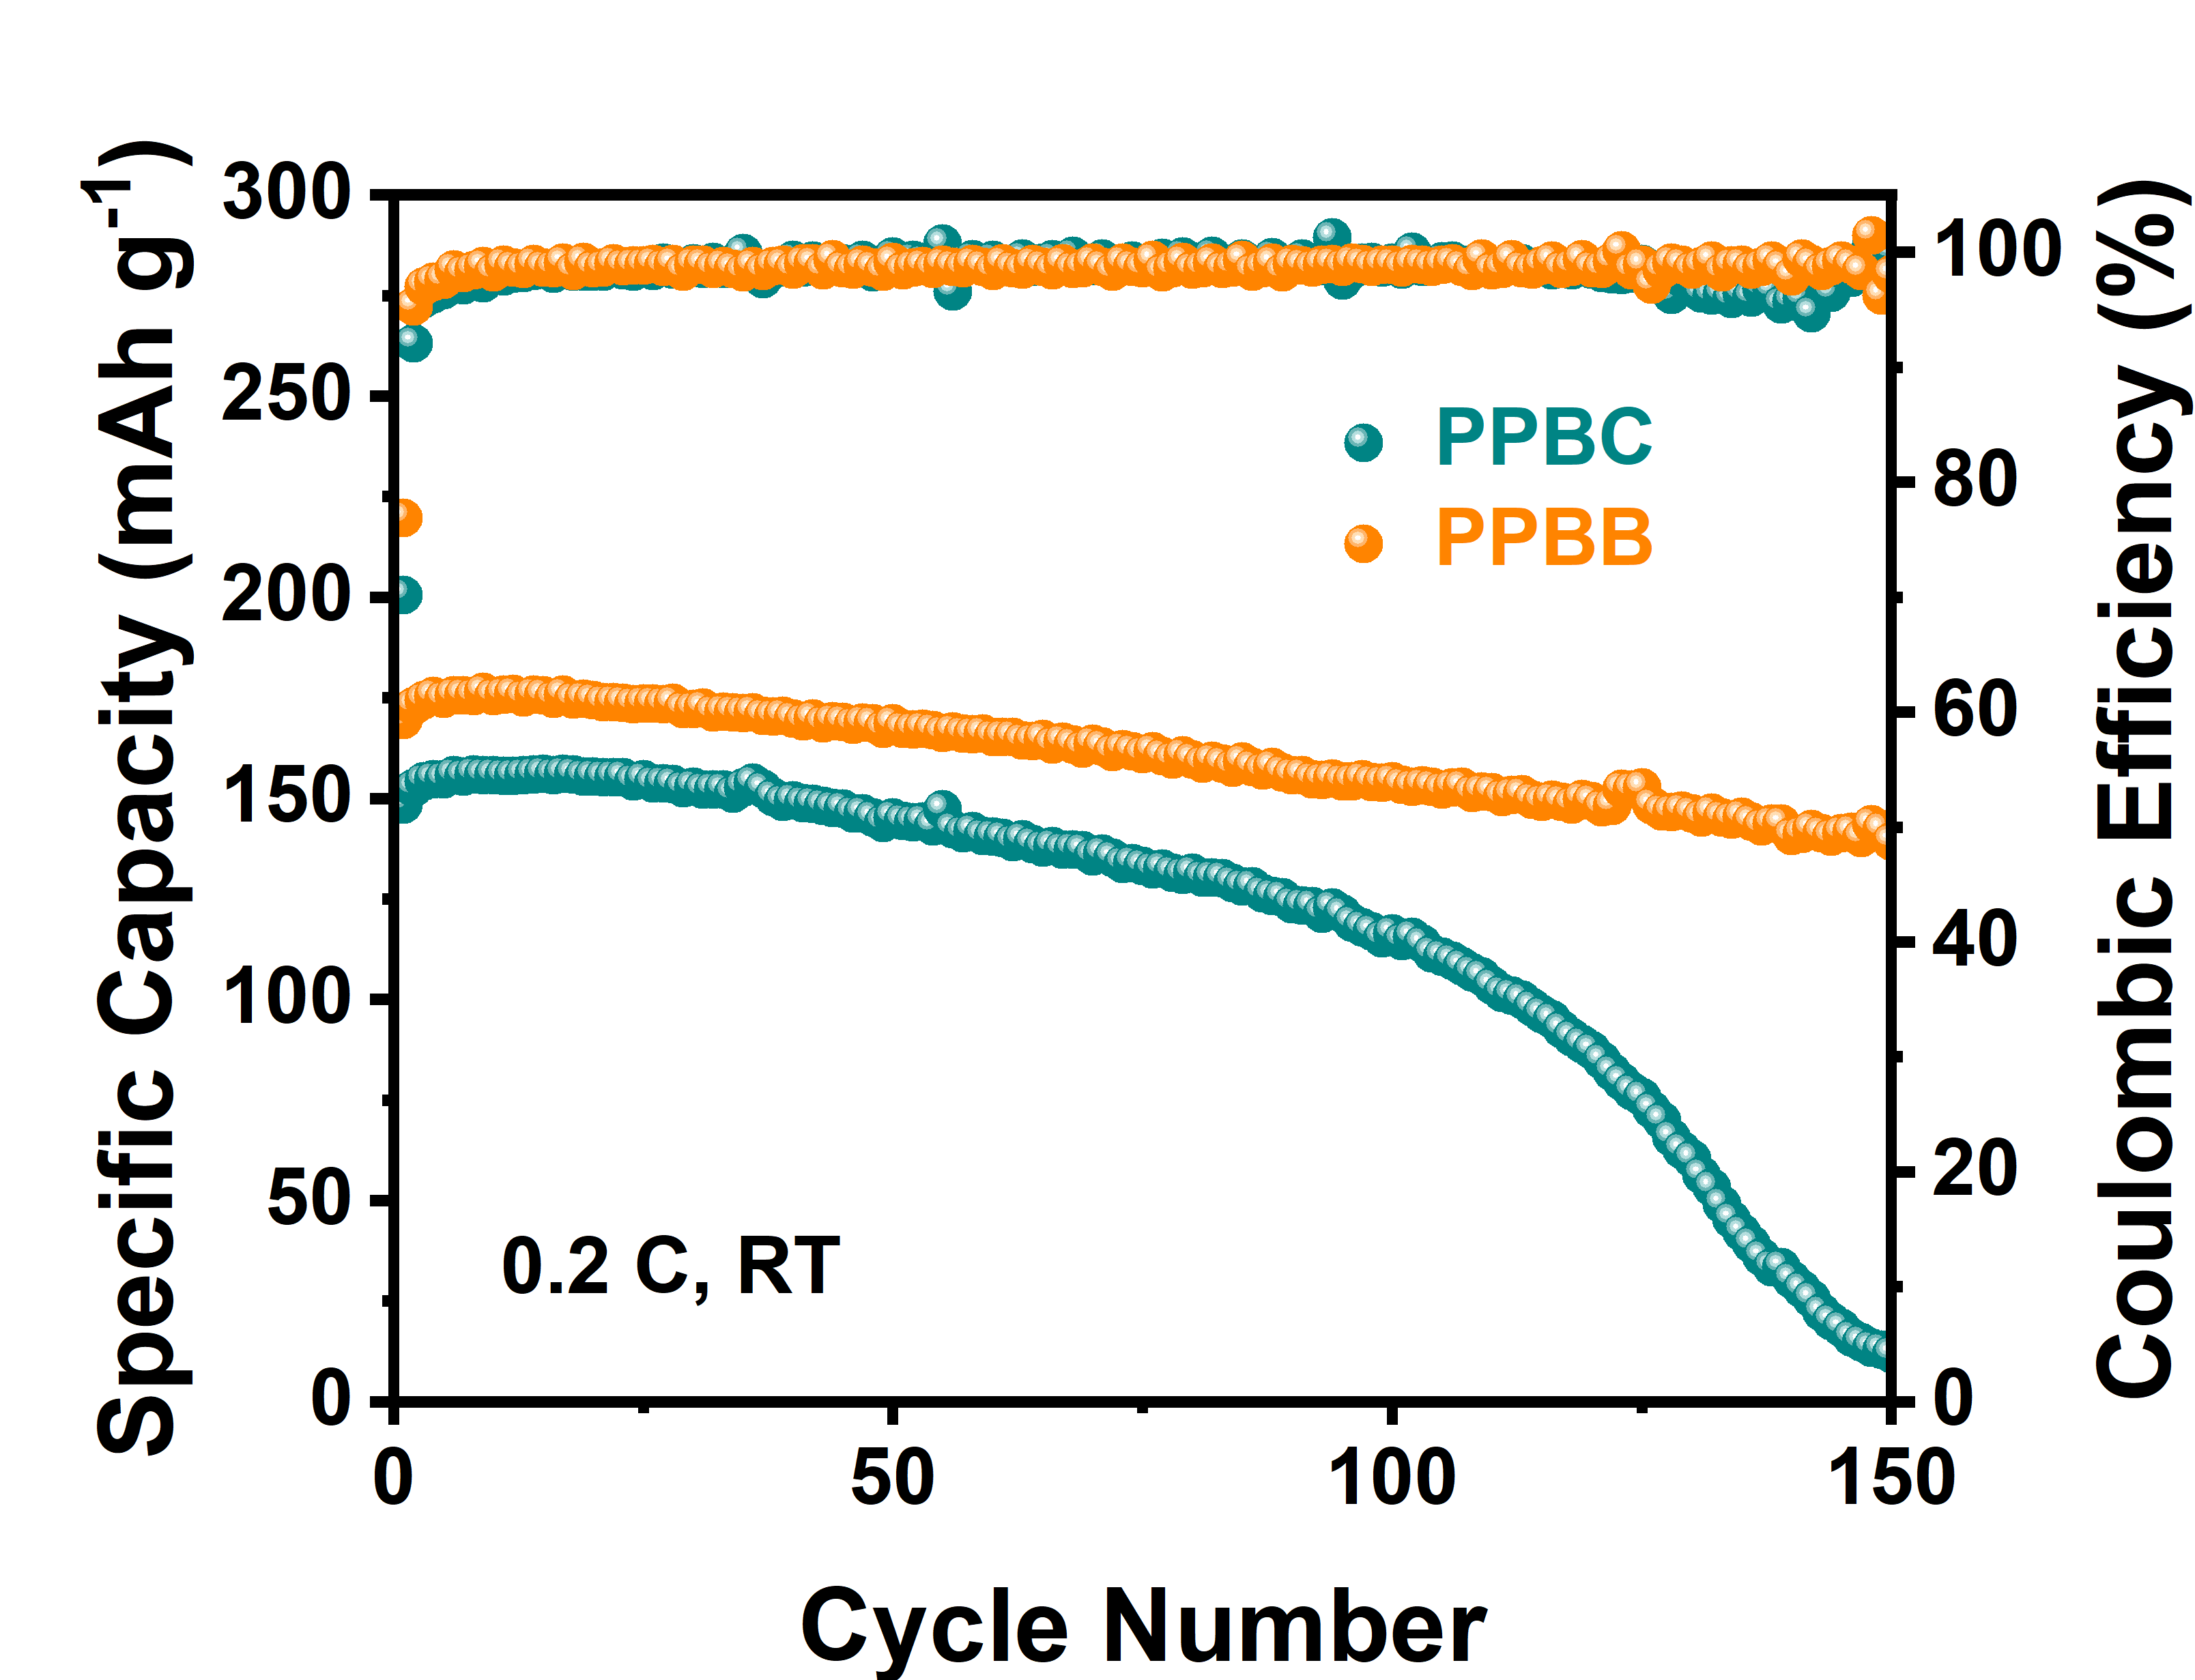 Specific Capacity (mAh g⁻¹)
300
250
200
150
100
50
0
PPBC
PPBB
0.2 C, RT
100
80
60
40
20
0
Coulombic Efficiency (%)
0 50 100 150
Cycle Number